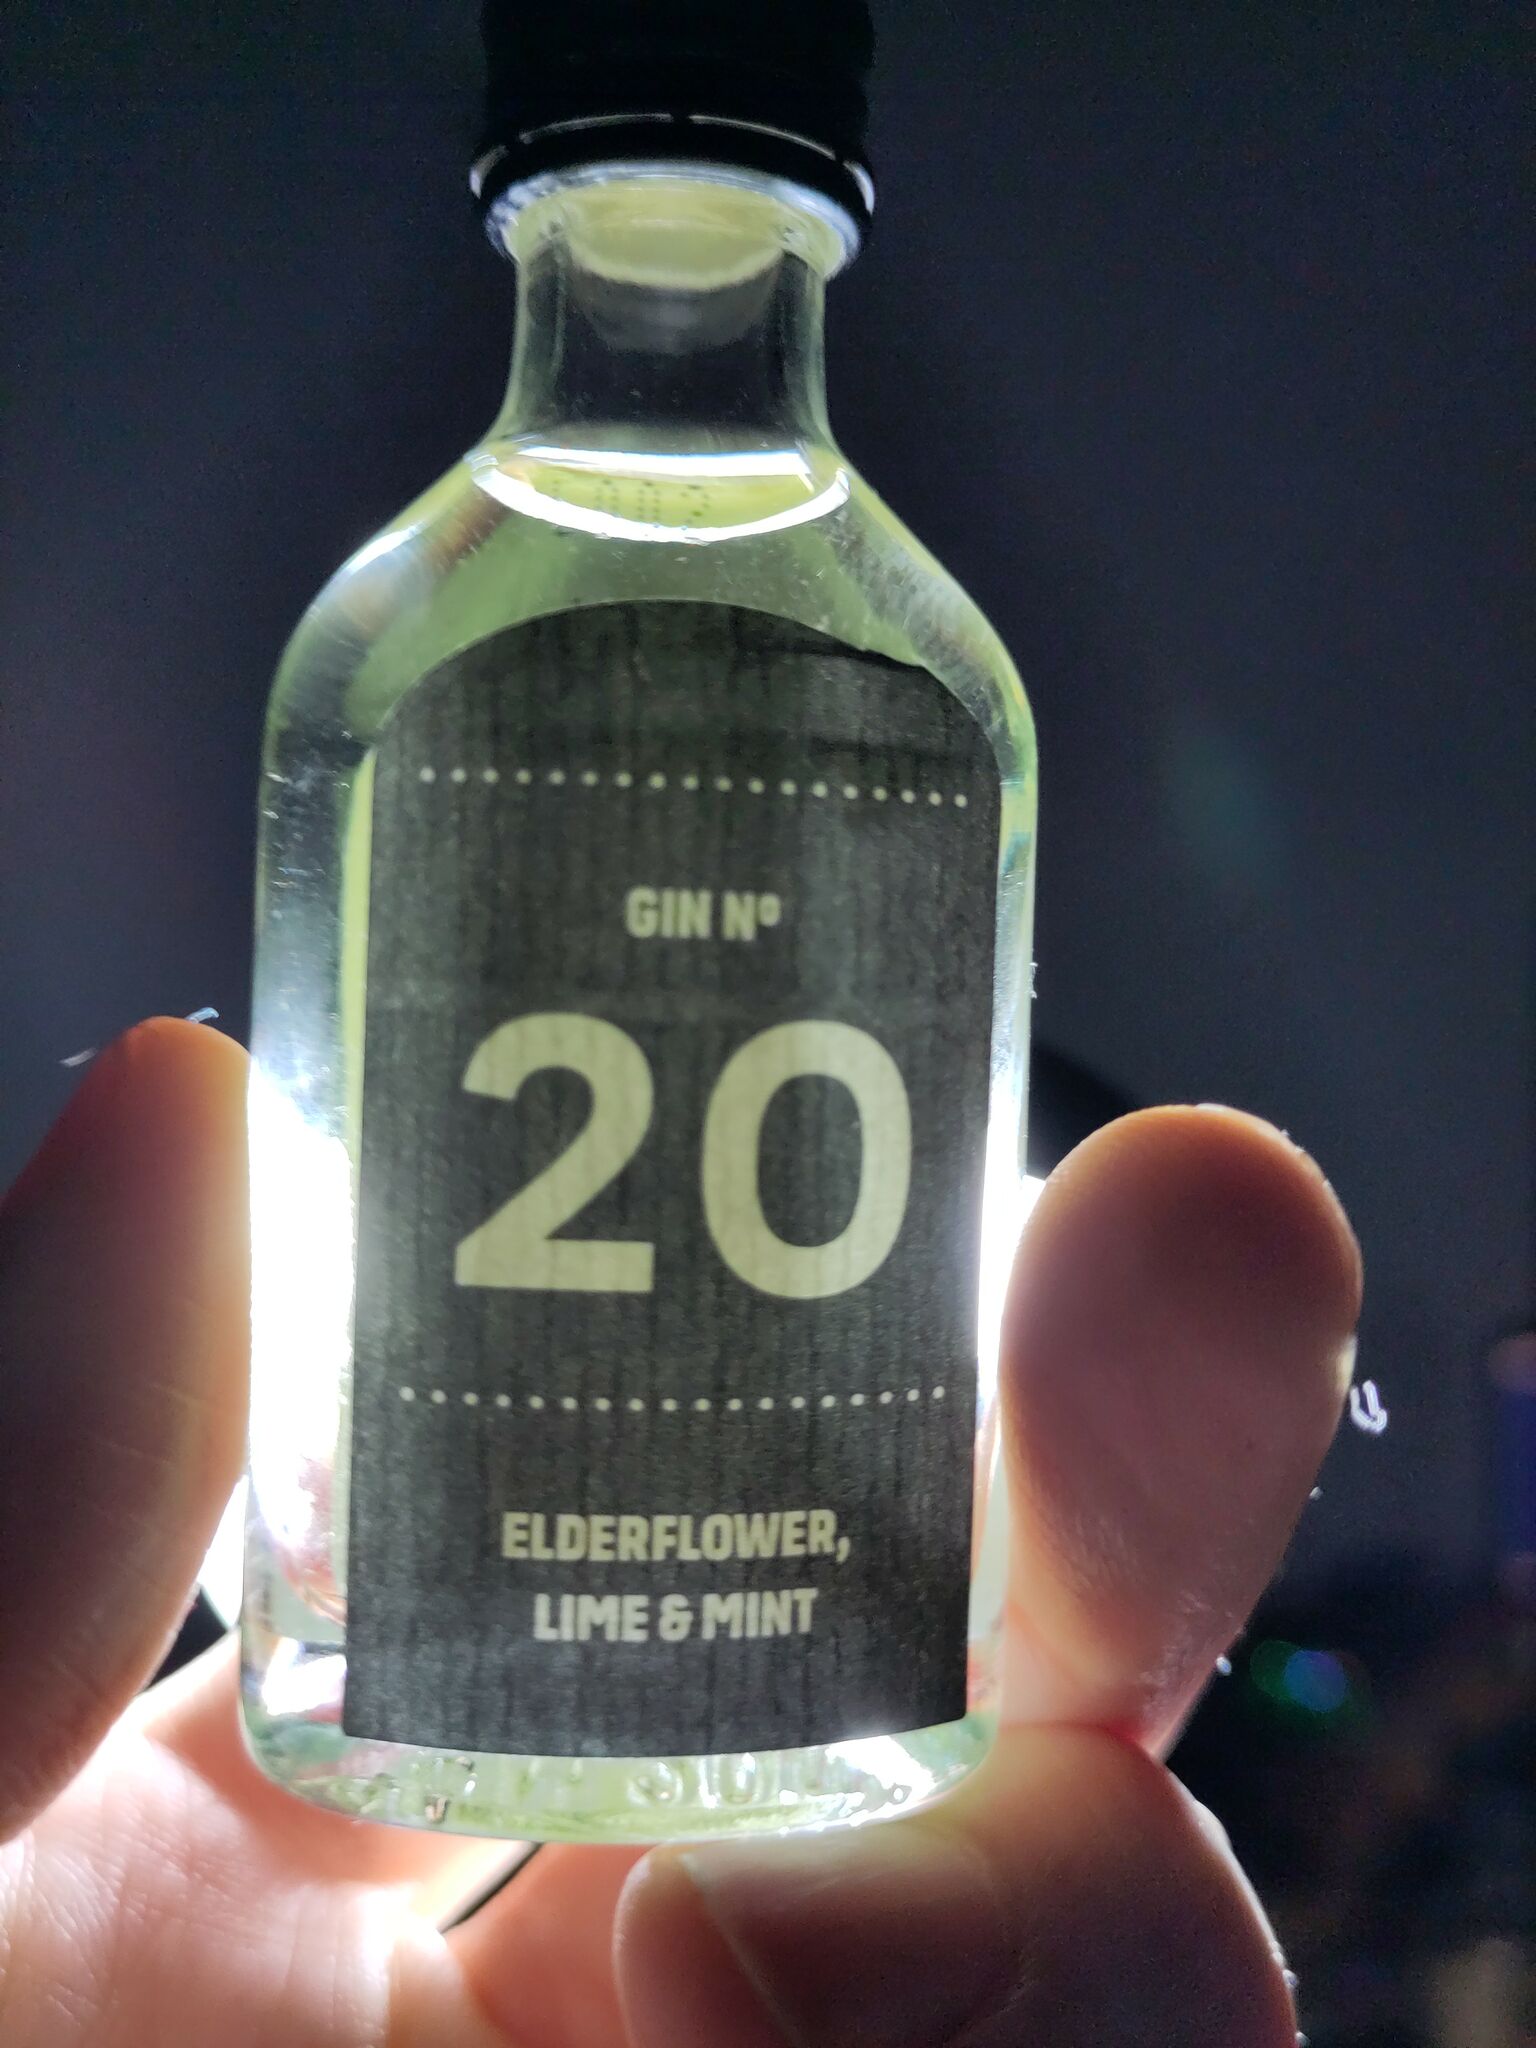 GIN Nº
20
ELDERFLOWER,
LIME & MINT